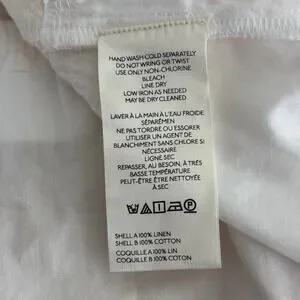 HAND WASH COLD SEPARATELY
DO NOT WRING OR TWIST
USE ONLY NON-CHLORINE
BLEACH
LINE DRY
LOW IRON AS NEEDED
MAY BE DRY CLEANED
LAVER À LA MAIN À L'EAU FROIDE
SÉPARÉMEN
NE PAS TORDRE OU ESSORER
UTILISER UN AGENT DE
BLANCHIMENT SANS CHLORE SI
NÉCESSAIRE
LIGNE SEC
REPASSER, AU BESOIN, À TRÈS
BASSE TEMPÉRATURE
PEUT-ÊTRE ÊTRE NETTOYÉE
À SEC
P
SHELL A 100% LINEN
SHELL B 100% COTTON
COQUILLE A 100% LIN
COQUILLE B 100% COTON